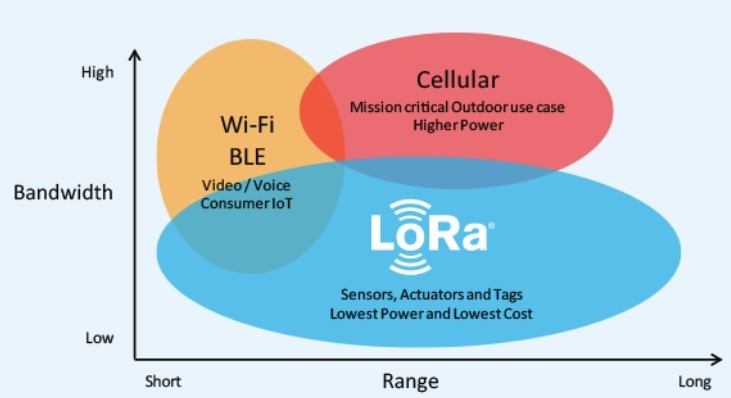 High
Cellular
Mission critical Outdoor use case
Higher Power
Wi-Fi
BLE
Video / Voice
Consumer IoT
Bandwidth
LoRa®
Sensors, Actuators and Tags
Lowest Power and Lowest Cost
Low
Short
Range
Long